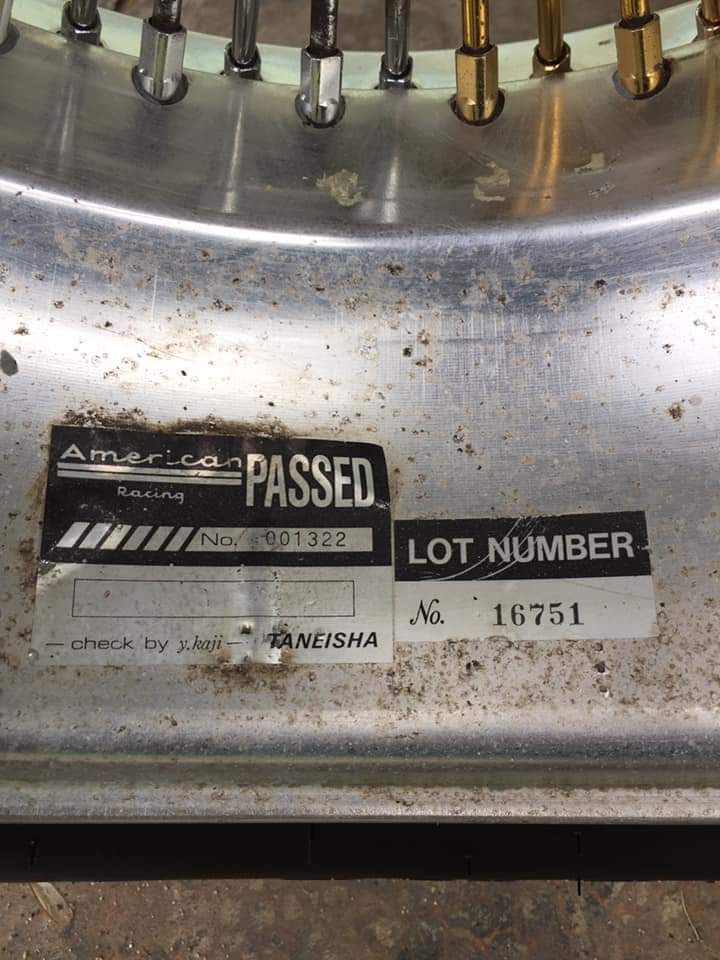 American
Racing
PASSED
No. 001322
— check by y.kaji — TANEISHA
LOT NUMBER
No. 16751